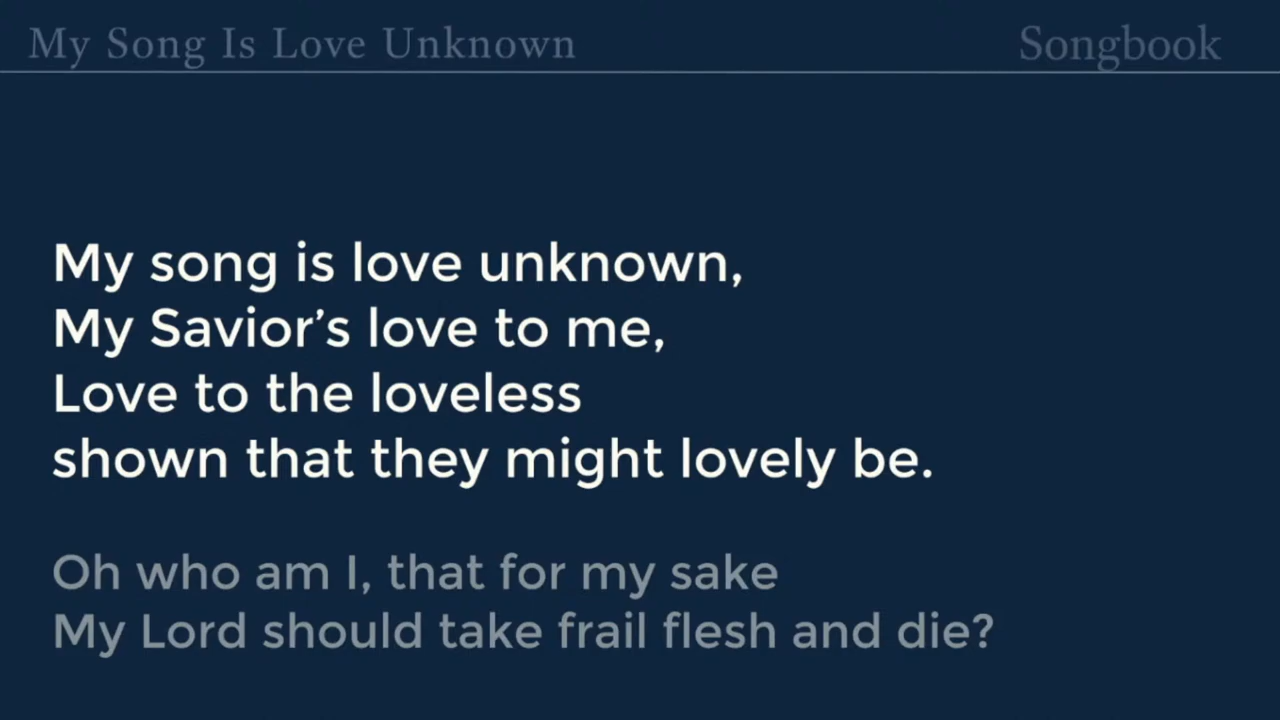 My Song Is Love Unknown
Songbook
My song is love unknown,
My Savior’s love to me,
Love to the loveless
shown that they might lovely be.
Oh who am I, that for my sake
My Lord should take frail flesh and die?